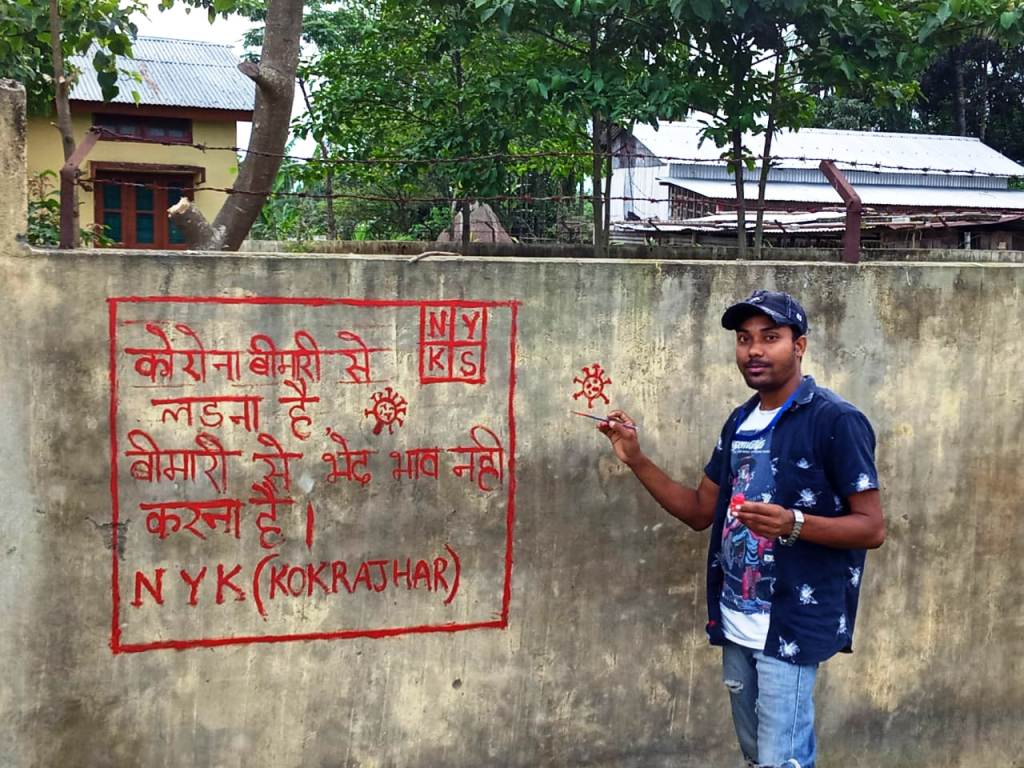 कोरोना बीमारी से
लडना है,
बीमारी से भेद भाव नही
करना है।
NYK (KOKRAJHAR)
NY
KS